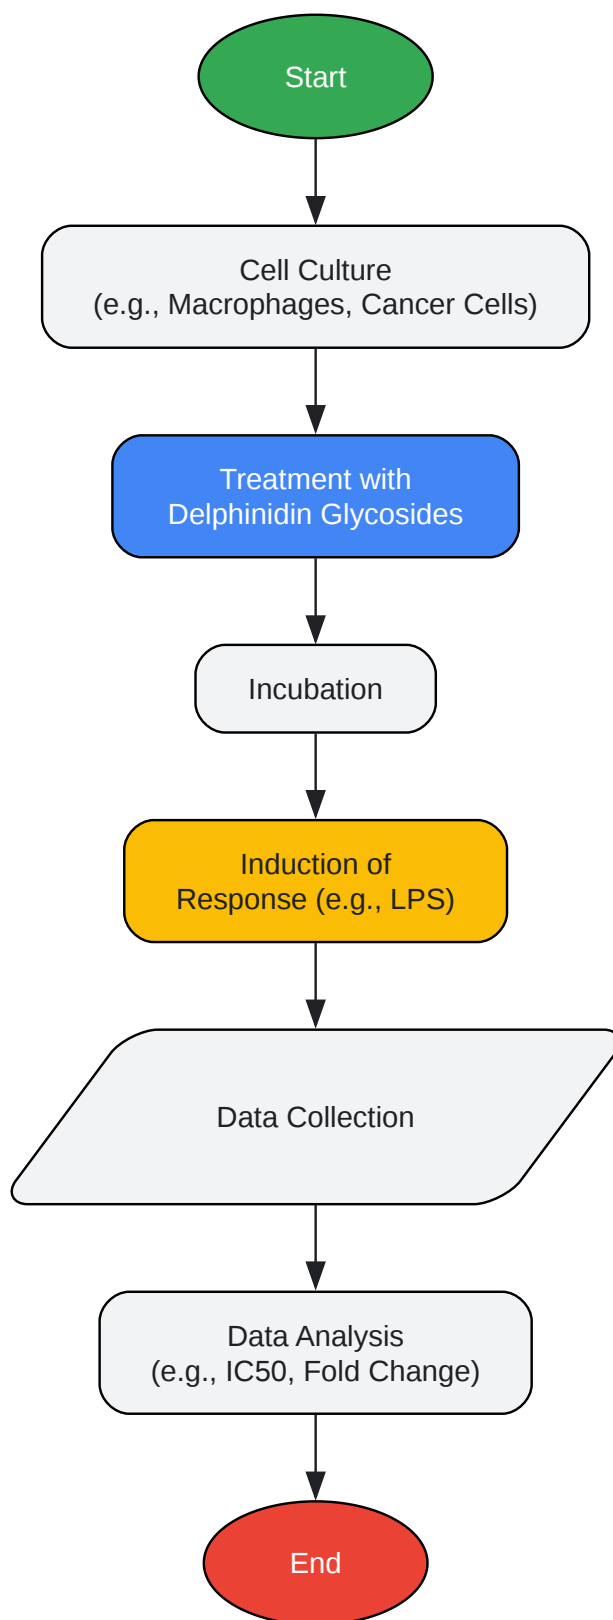 Start
Cell Culture
(e.g., Macrophages, Cancer Cells)
Treatment with
Delphinidin Glycosides
Incubation
Induction of
Response (e.g., LPS)
Data Collection
Data Analysis
(e.g., IC50, Fold Change)
End